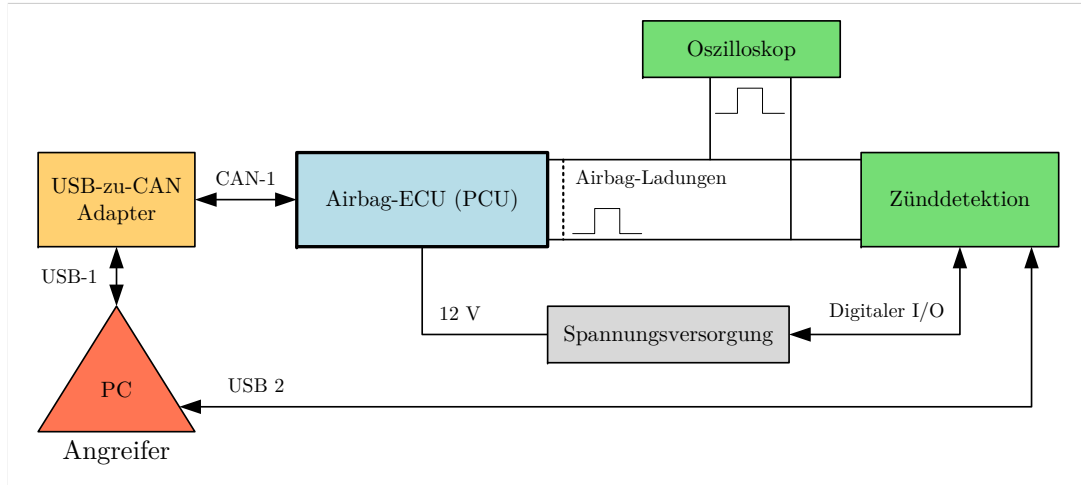 Oszilloskop
USB-zu-CAN
Adapter
CAN-1
Airbag-ECU (PCU)
Airbag-Ladungen
Zünddetektion
USB-1
12 V
Spannungsversorgung
Digitaler I/O
PC
USB 2
Angreifer